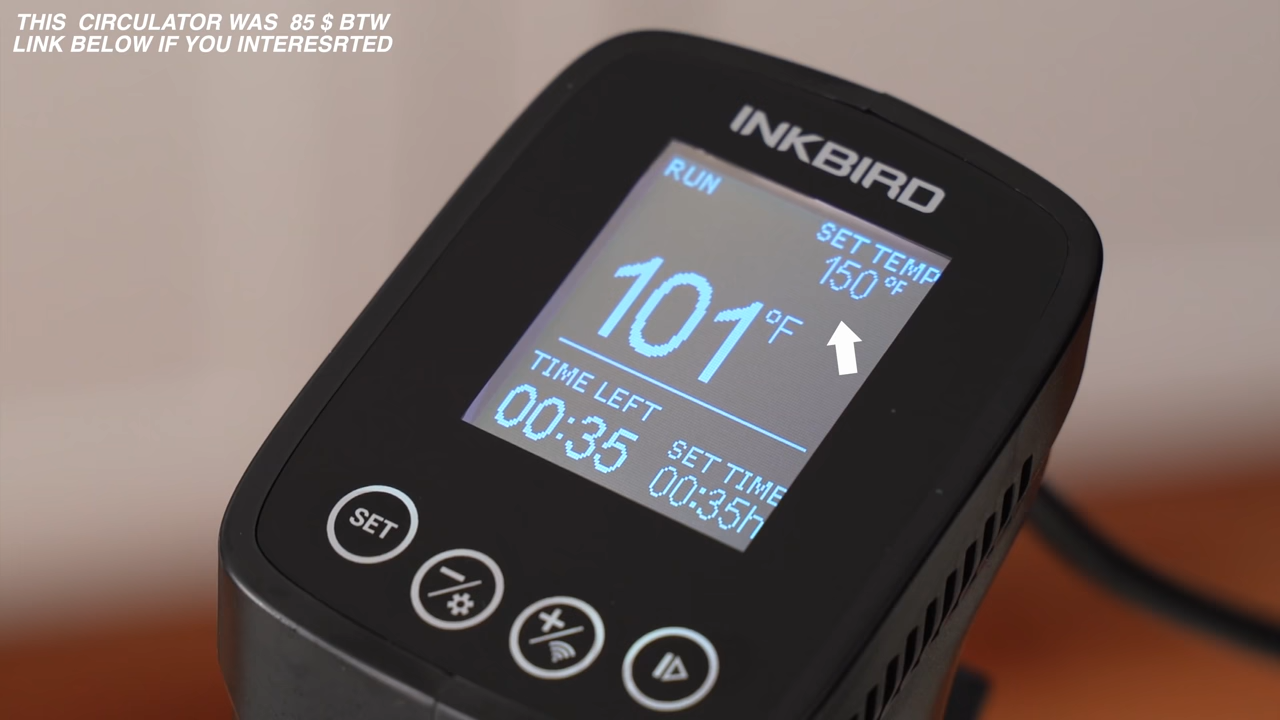 THIS CIRCULATOR WAS 85 $ BTW
LINK BELOW IF YOU INTERESRTED
INKBIRD
RUN
SET TEMP
150°F
101°F
TIME LEFT
00:35
SET TIME
00:35h
SET